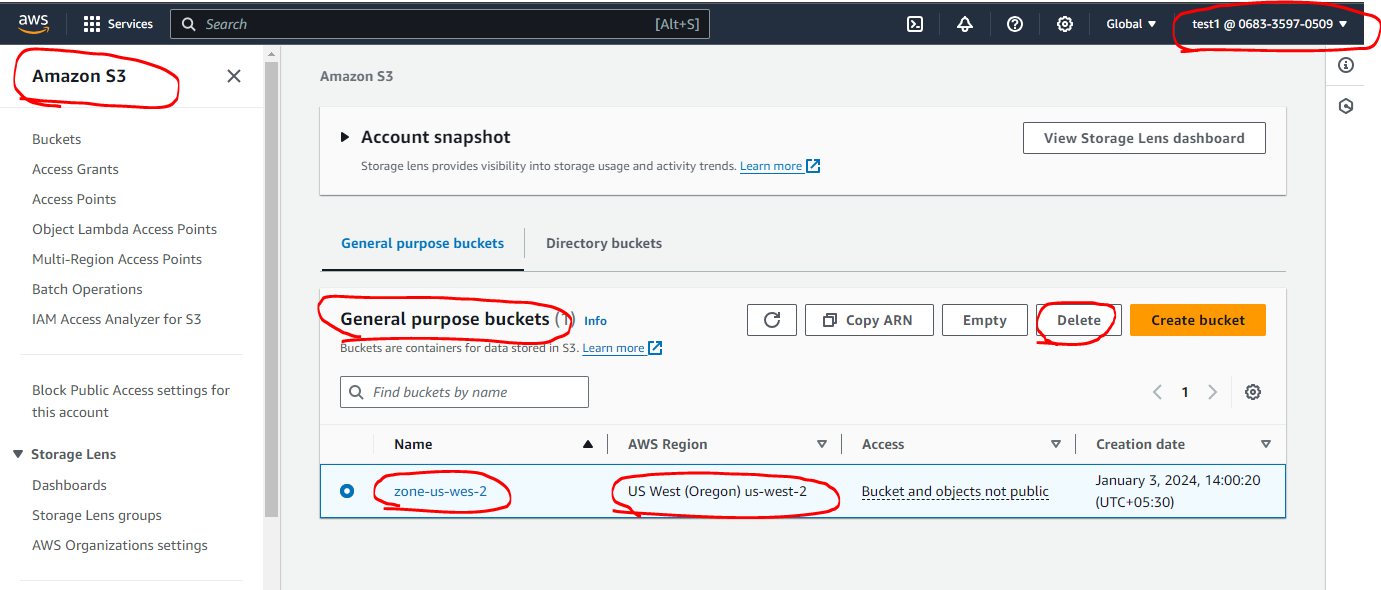 aws
Services
Search
[Alt+S]
Global
test1 @ 0683-3597-0509
Amazon S3
Buckets
Access Grants
Access Points
Object Lambda Access Points
Multi-Region Access Points
Batch Operations
IAM Access Analyzer for S3
Block Public Access settings for
this account
Storage Lens
Dashboards
Storage Lens groups
AWS Organizations settings
Amazon S3
Account snapshot
View Storage Lens dashboard
Storage lens provides visibility into storage usage and activity trends. Learn more
General purpose buckets
Directory buckets
General purpose buckets (1) Info
Copy ARN
Empty
Delete
Create bucket
Buckets are containers for data stored in S3. Learn more
Find buckets by name
1
Name
AWS Region
Access
Creation date
zone-us-wes-2
US West (Oregon) us-west-2
Bucket and objects not public
January 3, 2024, 14:00:20
(UTC+05:30)